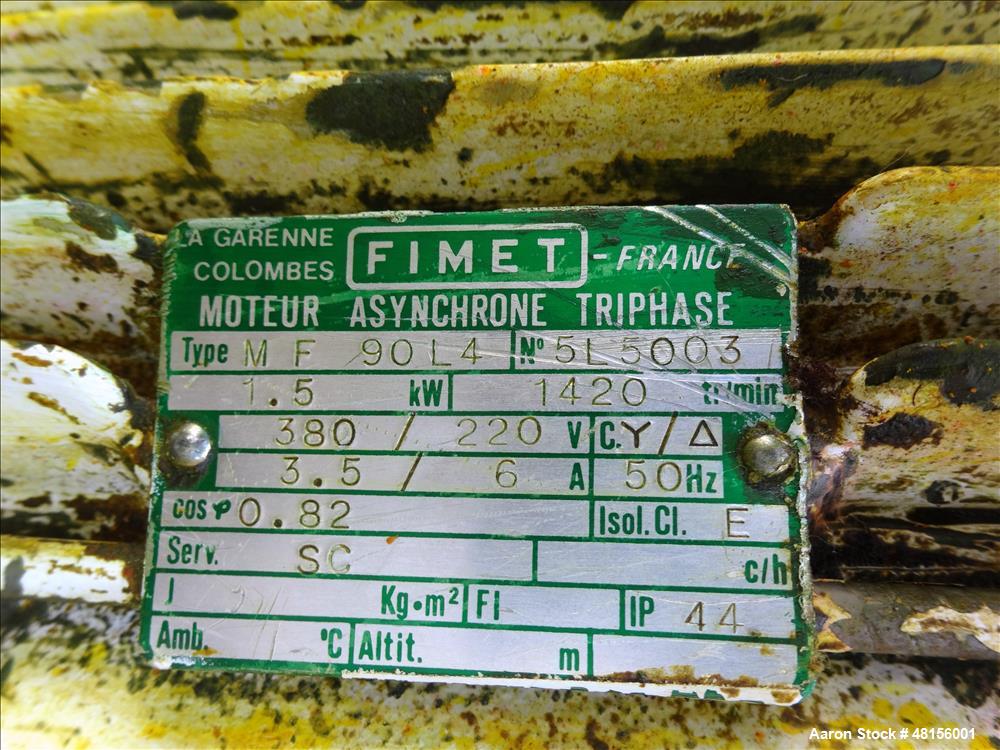 LA GARENNE
COLOMBES
FIMET - FRANCE
MOTEUR ASYNCHRONE TRIPHASE
Type MF 90L4 N° 5L5003
1.5 kW 1420 tr/min
380 / 220 V C. Y/Δ
3.5 / 6 A 50Hz
cos φ 0.82 Isol.Cl. E
Serv. SC c/h
J Kg•m² FI IP 44
Amb. °C Altit. m
Aaron Stock # 48156001